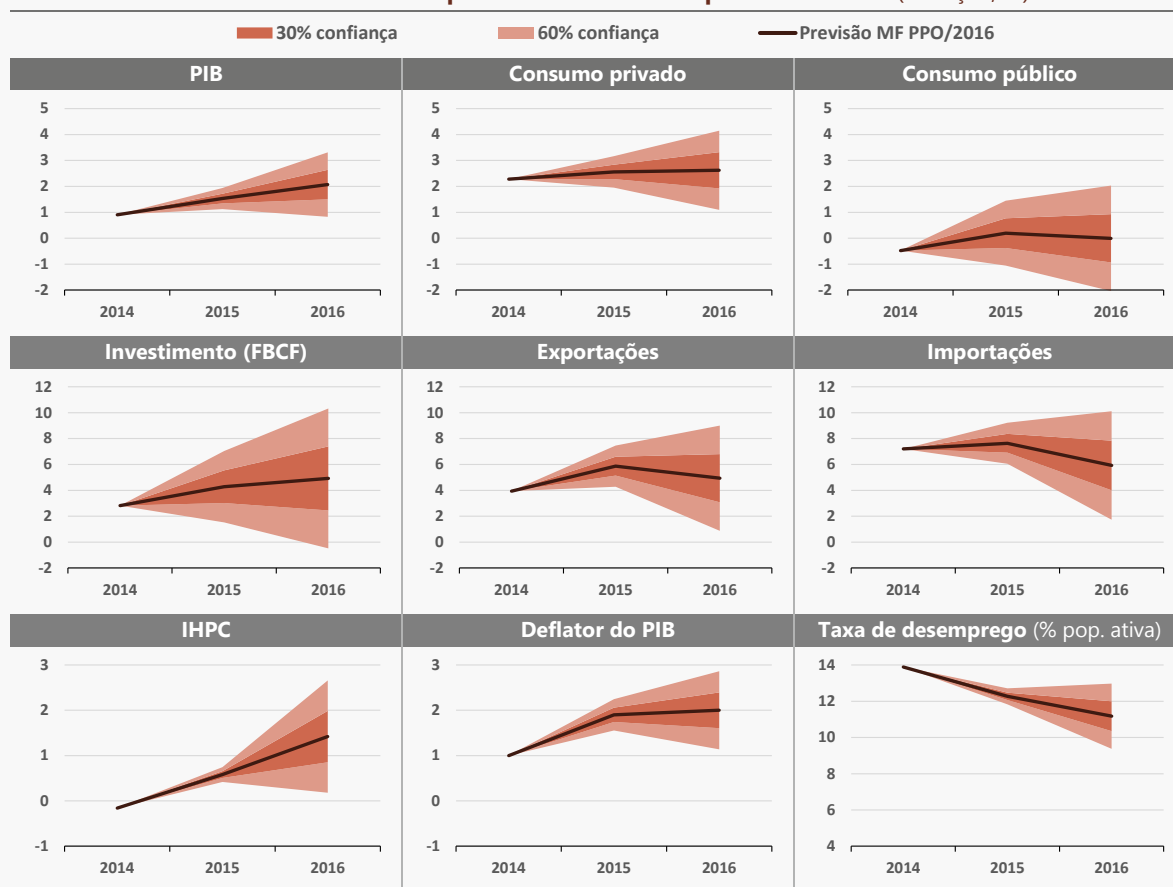 30% confiança 60% confiança Previsão MF PPO/2016
PIB Consumo privado Consumo público
5 5 5
4 4 4
3 3 3
2 2 2
1 1 1
0 0 0
-1 -1 -1
-2 -2 -2
2014 2015 2016 2014 2015 2016 2014 2015 2016
Investimento (FBCF) Exportações Importações
12 12 12
10 10 10
8 8 8
6 6 6
4 4 4
2 2 2
0 0 0
-2 -2 -2
2014 2015 2016 2014 2015 2016 2014 2015 2016
IHPC Deflator do PIB Taxa de desemprego (% pop. ativa)
3 3 14
12
2 2
10
1 1
8
0 0
6
-1 -1 4
2014 2015 2016 2014 2015 2016 2014 2015 2016